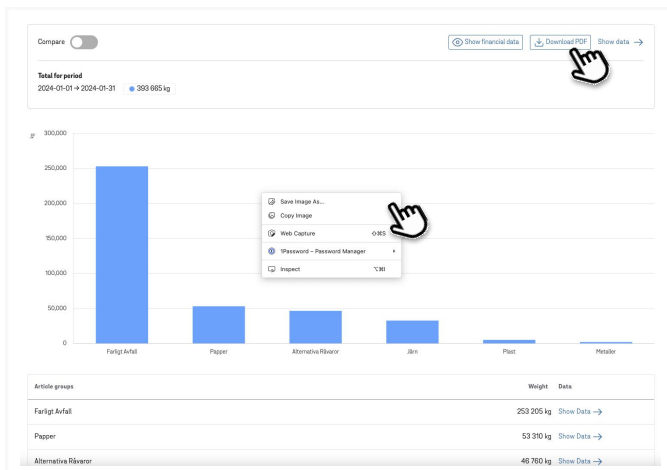 Compare
Show financial data
Download PDF
Show data →
Total for period
2024-01-01 → 2024-01-31 393 665 kg
kg
300,000
250,000
200,000
150,000
100,000
50,000
0
Save Image As...
Copy Image
Web Capture ⇧⌘S
1Password – Password Manager
Inspect ⌥⌘I
Farligt Avfall Papper Alternativa Råvaror Järn Plast Metaller
Article groups Weight Data
Farligt Avfall 253 205 kg Show Data →
Papper 53 310 kg Show Data →
Alternativa Råvaror 46 760 kg Show Data →